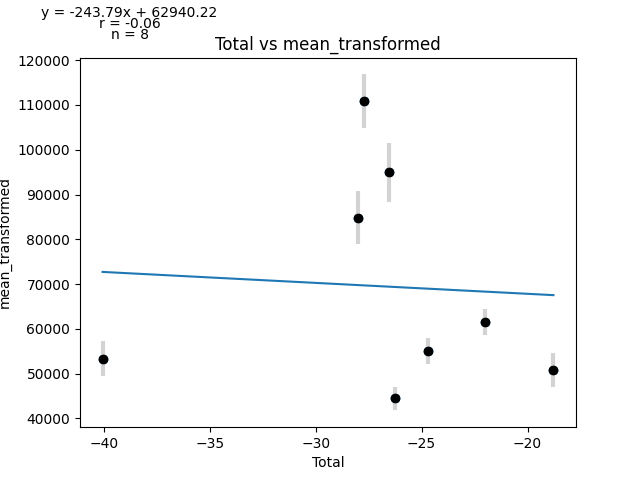 y = -243.79x + 62940.22
r = -0.06
n = 8
Total vs mean_transformed
120000
110000
100000
90000
80000
70000
60000
50000
40000
mean_transformed
−40
−35
−30
−25
−20
Total